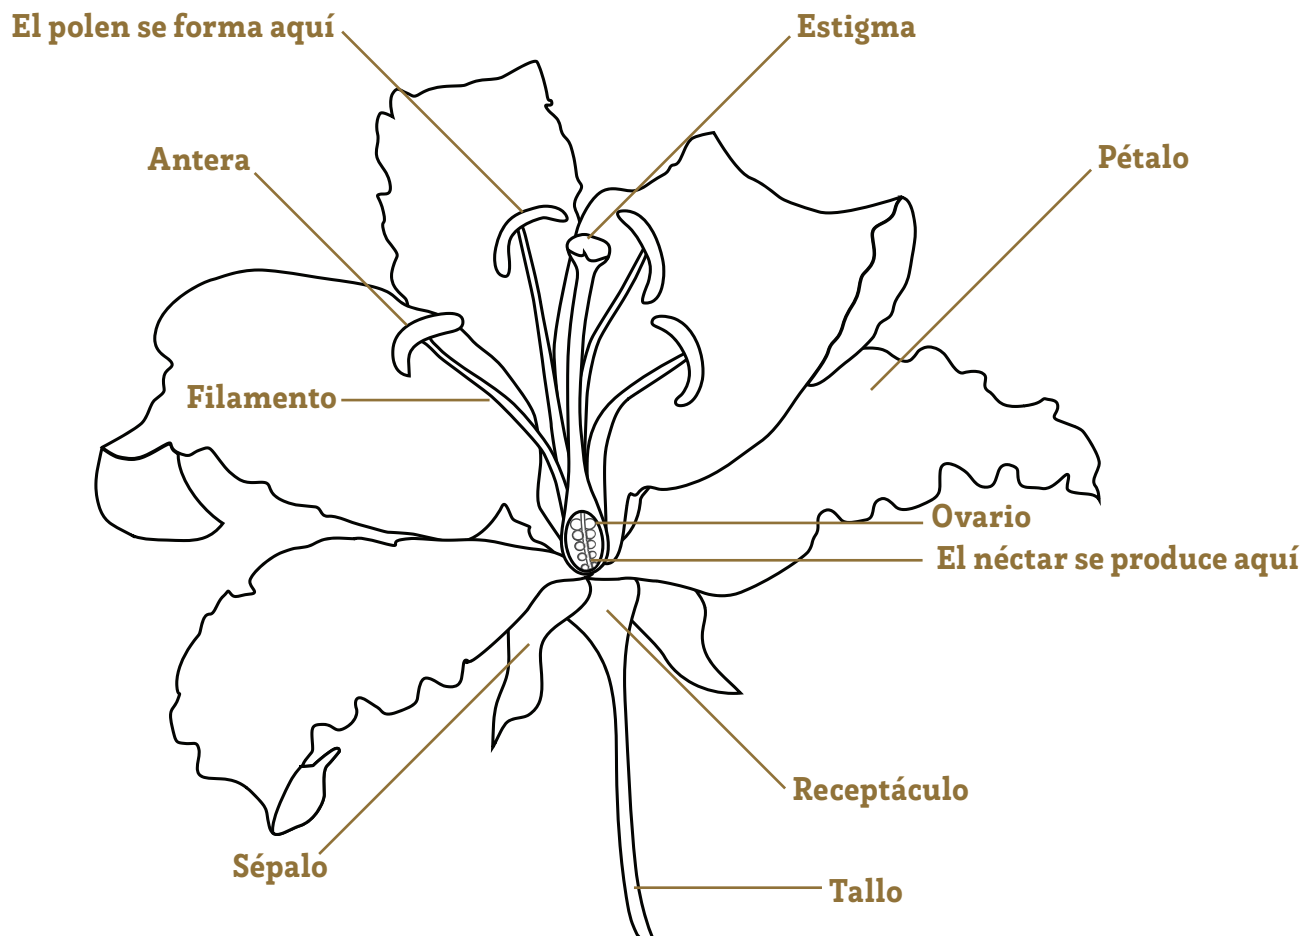 El polen se forma aquí
Estigma
Antera
Pétalo
Filamento
Ovario
El néctar se produce aquí
Receptáculo
Sépalo
Tallo